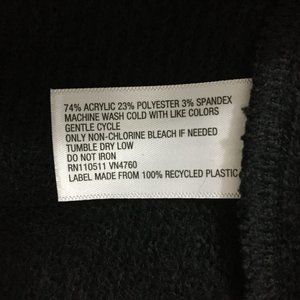 74% ACRYLIC 23% POLYESTER 3% SPANDEX
MACHINE WASH COLD WITH LIKE COLORS
GENTLE CYCLE
ONLY NON-CHLORINE BLEACH IF NEEDED
TUMBLE DRY LOW
DO NOT IRON
RN110511 VN4760
LABEL MADE FROM 100% RECYCLED PLASTIC